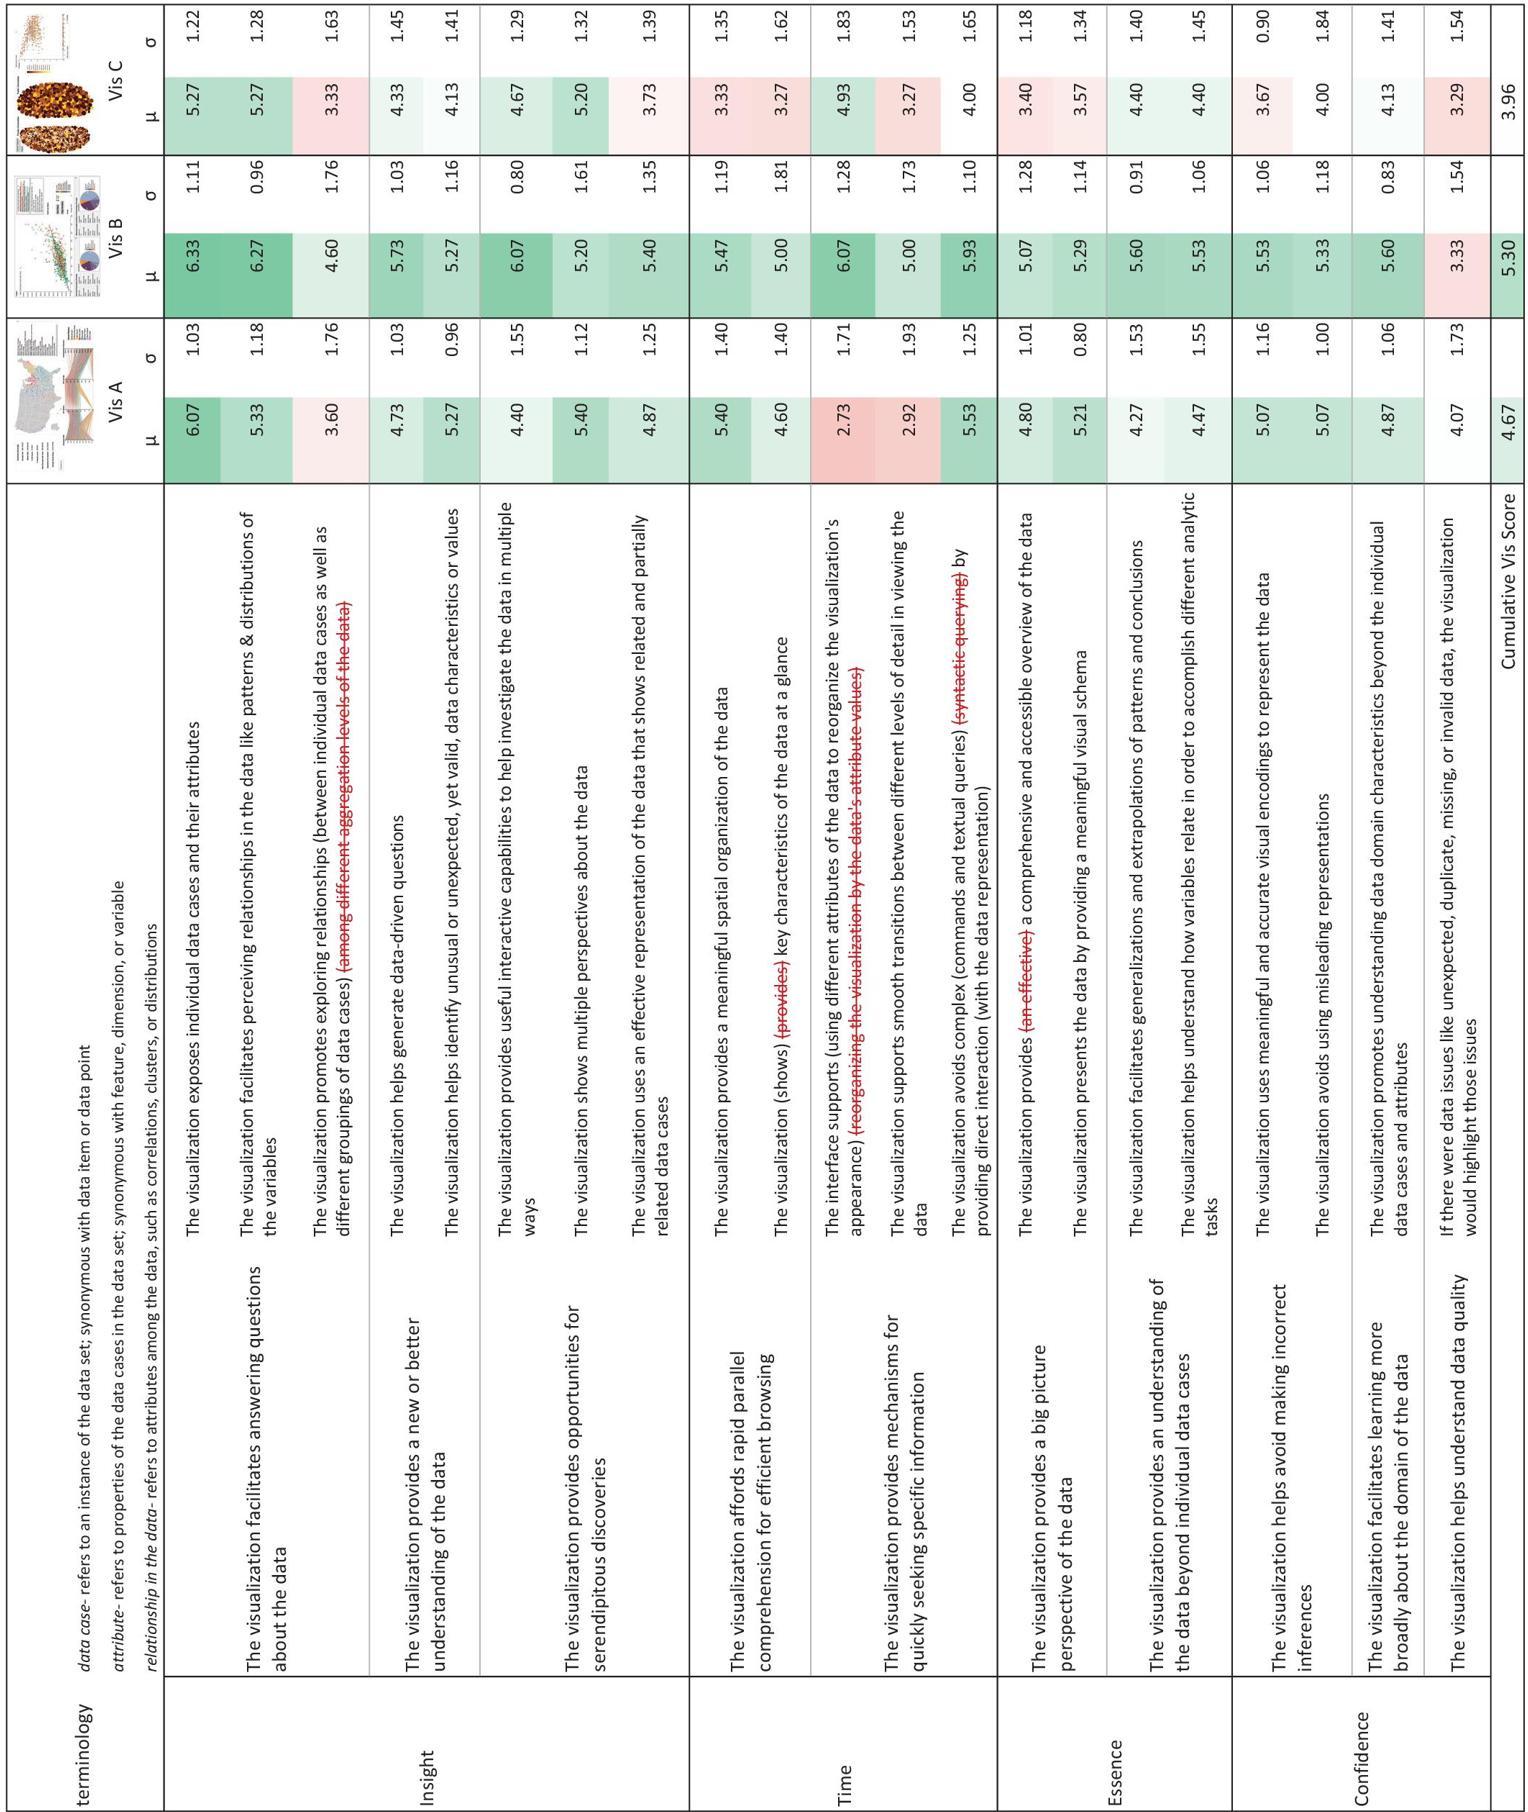 terminology
data case- refers to an instance of the data set; synonymous with data item or data point
attribute- refers to properties of the data cases in the data set; synonymous with feature, dimension, or variable
relationship in the data- refers to attributes among the data, such as correlations, clusters, or distributions
Vis A
Vis B
Vis C
μ σ μ σ μ σ
Insight
The visualization facilitates answering questions
about the data
The visualization exposes individual data cases and their attributes
6.07 1.03 6.33 1.11 5.27 1.22
The visualization facilitates perceiving relationships in the data like patterns & distributions of
the variables
5.33 1.18 6.27 0.96 5.27 1.28
The visualization promotes exploring relationships (between individual data cases as well as
different groupings of data cases) (among different aggregation levels of the data)
3.60 1.76 4.60 1.76 3.33 1.63
The visualization provides a new or better
understanding of the data
The visualization helps generate data-driven questions
4.73 1.03 5.73 1.03 4.33 1.45
The visualization helps identify unusual or unexpected, yet valid, data characteristics or values
5.27 0.96 5.27 1.16 4.13 1.41
The visualization provides opportunities for
serendipitous discoveries
The visualization provides useful interactive capabilities to help investigate the data in multiple
ways
4.40 1.55 6.07 0.80 4.67 1.29
The visualization shows multiple perspectives about the data
5.40 1.12 5.20 1.61 5.20 1.32
The visualization uses an effective representation of the data that shows related and partially
related data cases
4.87 1.25 5.40 1.35 3.73 1.39
Time
The visualization affords rapid parallel
comprehension for efficient browsing
The visualization provides a meaningful spatial organization of the data
5.40 1.40 5.47 1.19 3.33 1.35
The visualization (shows) (provides) key characteristics of the data at a glance
4.60 1.40 5.00 1.81 3.27 1.62
The visualization provides mechanisms for
quickly seeking specific information
The interface supports (using different attributes of the data to reorganize the visualization's
appearance) (reorganizing the visualization by the data's attribute values)
2.73 1.71 6.07 1.28 4.93 1.83
The visualization supports smooth transitions between different levels of detail in viewing the
data
2.92 1.93 5.00 1.73 3.27 1.53
The visualization avoids complex (commands and textual queries) (syntactic querying) by
providing direct interaction (with the data representation)
5.53 1.25 5.93 1.10 4.00 1.65
Essence
The visualization provides a big picture
perspective of the data
The visualization provides (an effective) a comprehensive and accessible overview of the data
4.80 1.01 5.07 1.28 3.40 1.18
The visualization presents the data by providing a meaningful visual schema
5.21 0.80 5.29 1.14 3.57 1.34
The visualization provides an understanding of
the data beyond individual data cases
The visualization facilitates generalizations and extrapolations of patterns and conclusions
4.27 1.53 5.60 0.91 4.40 1.40
The visualization helps understand how variables relate in order to accomplish different analytic
tasks
4.47 1.55 5.53 1.06 4.40 1.45
Confidence
The visualization helps avoid making incorrect
inferences
The visualization uses meaningful and accurate visual encodings to represent the data
5.07 1.16 5.53 1.06 3.67 0.90
The visualization avoids using misleading representations
5.07 1.00 5.33 1.18 4.00 1.84
The visualization facilitates learning more
broadly about the domain of the data
The visualization promotes understanding data domain characteristics beyond the individual
data cases and attributes
4.87 1.06 5.60 0.83 4.13 1.41
The visualization helps understand data quality
If there were data issues like unexpected, duplicate, missing, or invalid data, the visualization
would highlight those issues
4.07 1.73 3.33 1.54 3.29 1.54
Cumulative Vis Score
4.67 5.30 3.96